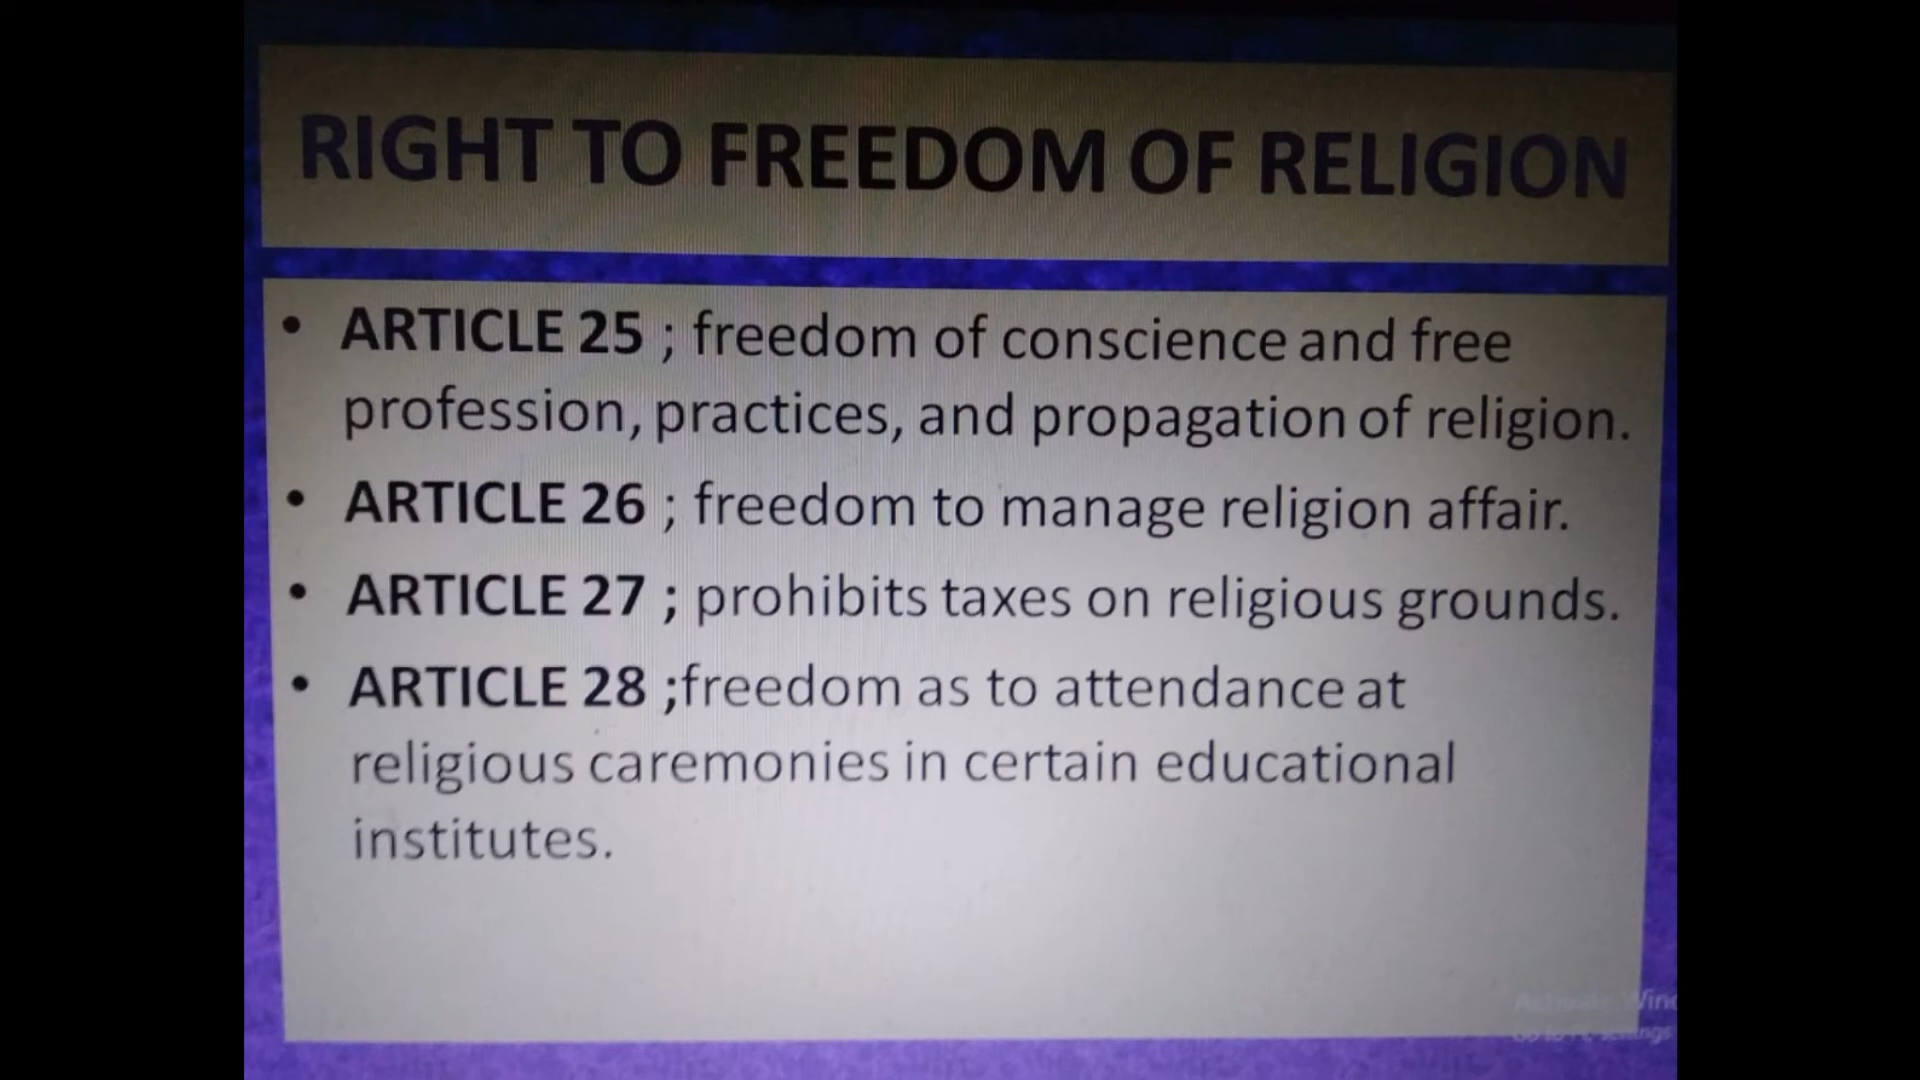 RIGHT TO FREEDOM OF RELIGION
• ARTICLE 25 ; freedom of conscience and free
profession, practices, and propagation of religion.
• ARTICLE 26 ; freedom to manage religion affair.
• ARTICLE 27 ; prohibits taxes on religious grounds.
• ARTICLE 28 ;freedom as to attendance at
religious caremonies in certain educational
institutes.